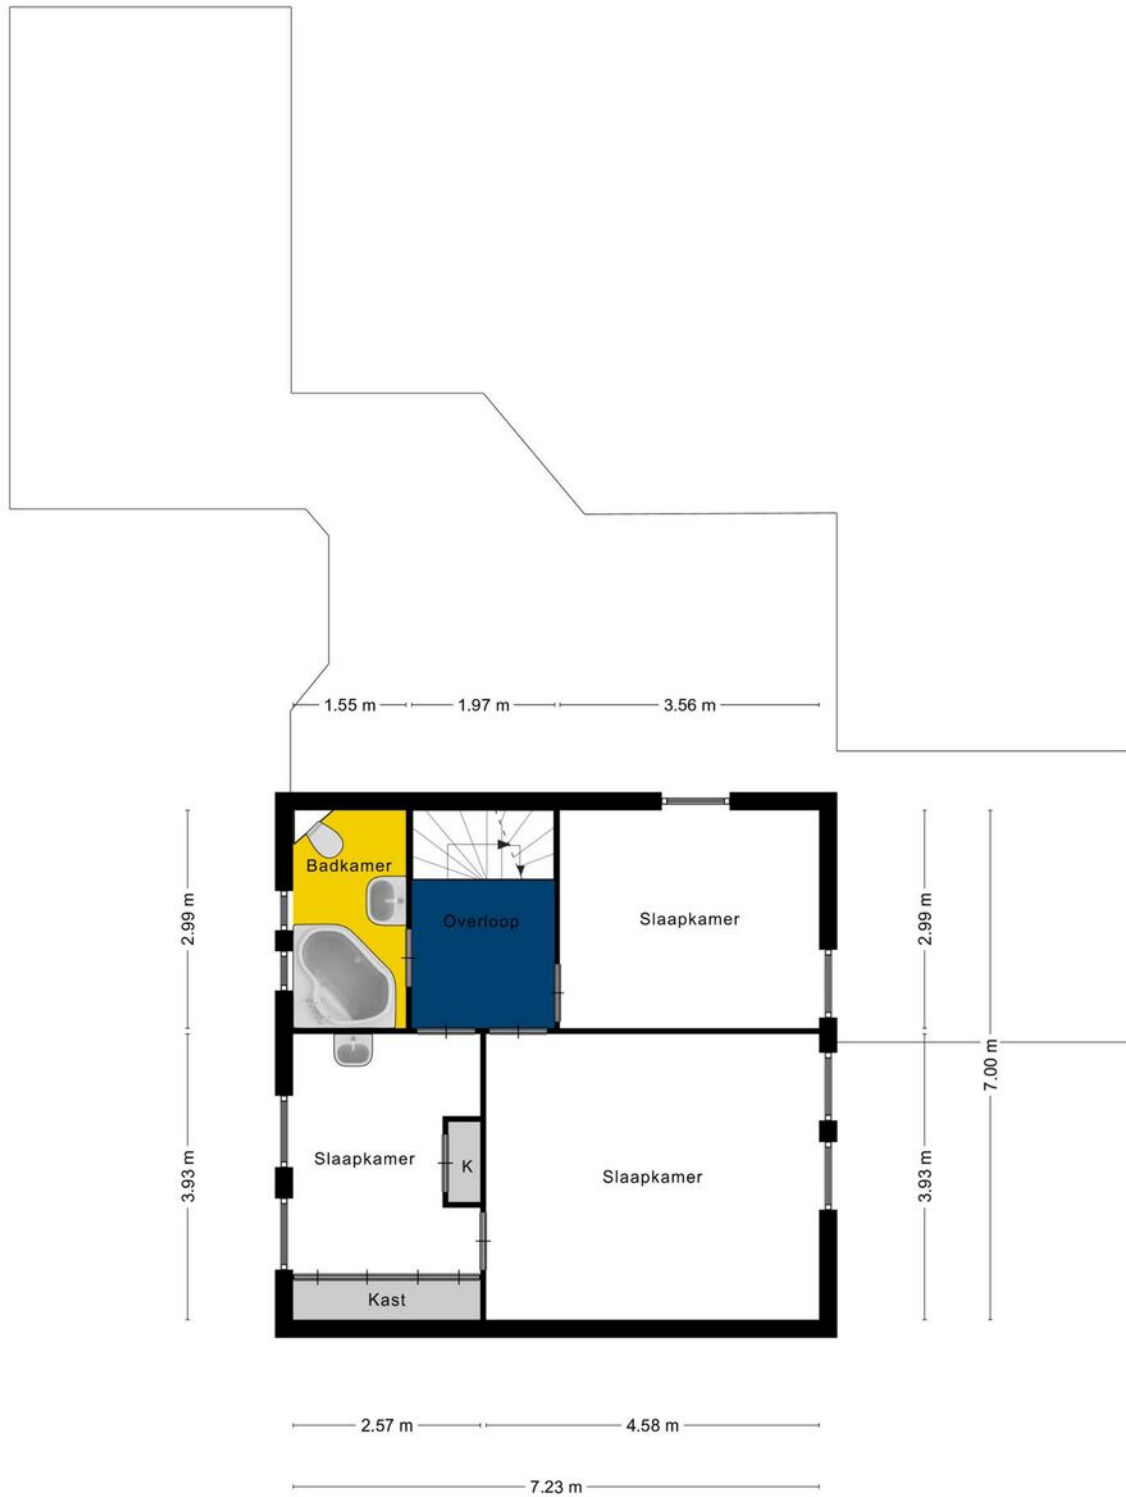 1.55 m
1.97 m
3.56 m
Badkamer
2.99 m
Overloop
Slaapkamer
2.99 m
7.00 m
3.93 m
Slaapkamer
K
Slaapkamer
3.93 m
Kast
2.57 m
4.58 m
7.23 m